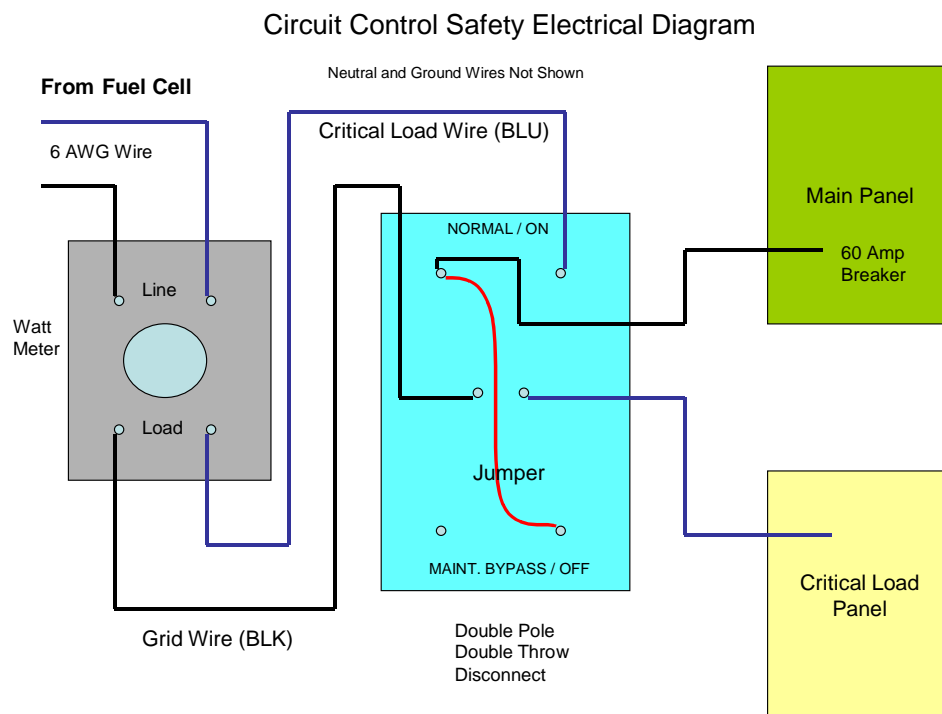 Circuit Control Safety Electrical Diagram
Neutral and Ground Wires Not Shown
From Fuel Cell
Critical Load Wire (BLU)
6 AWG Wire
Main Panel
NORMAL / ON
60 Amp
Breaker
Line
Watt
Meter
Load
Jumper
MAINT. BYPASS / OFF
Critical Load
Panel
Grid Wire (BLK)
Double Pole
Double Throw
Disconnect